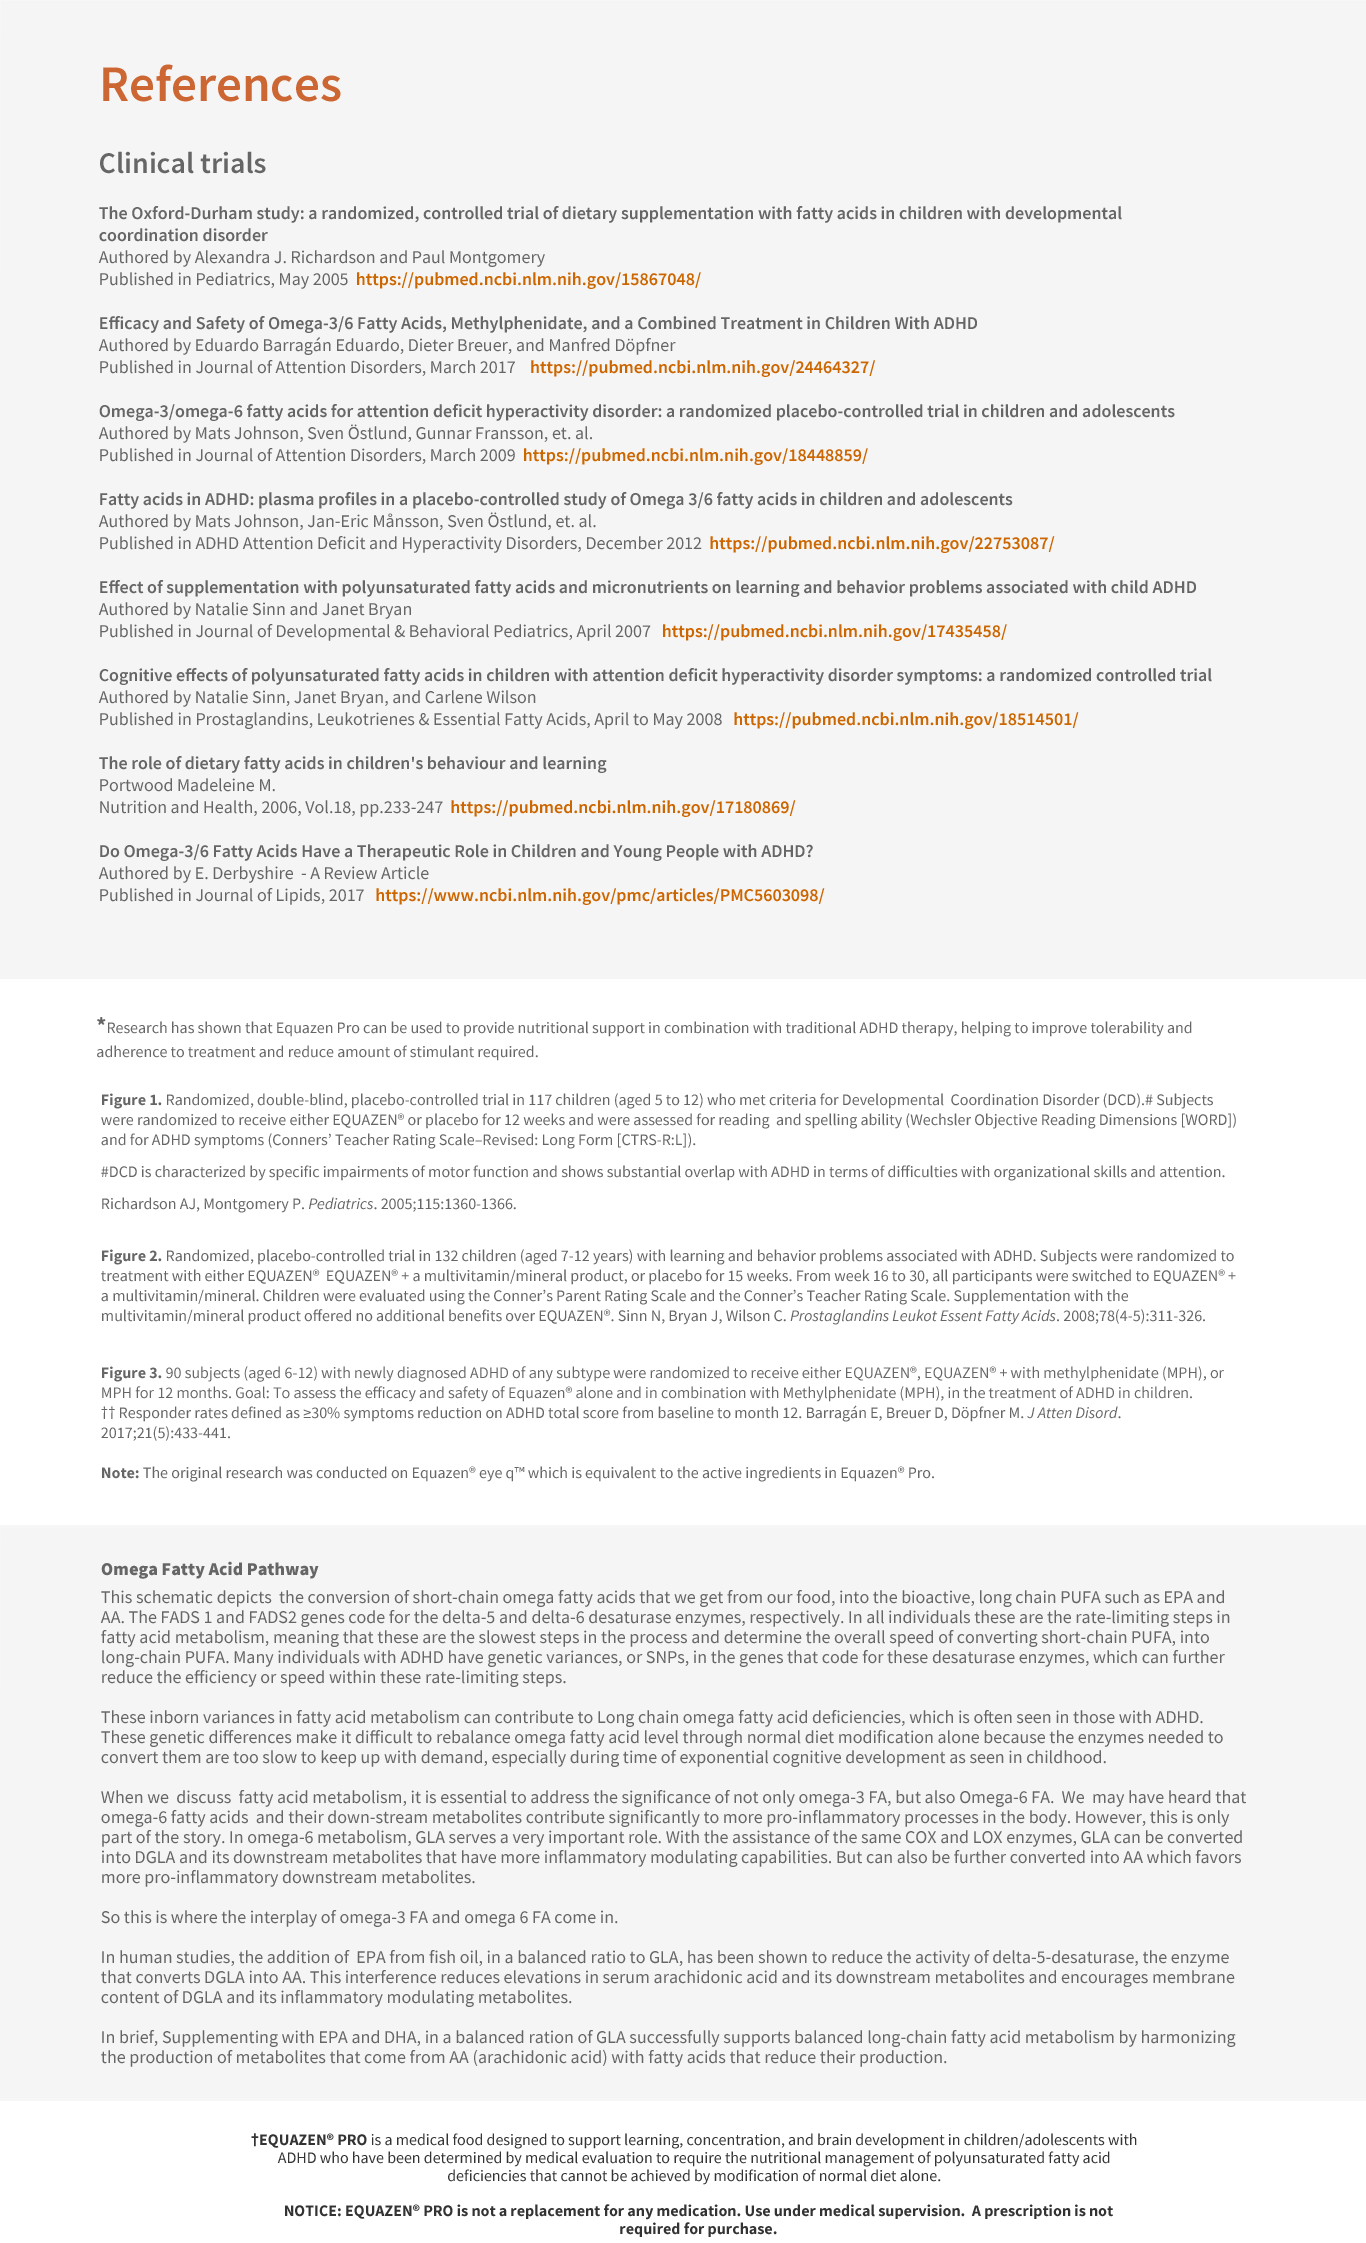 References
Clinical trials
The Oxford-Durham study: a randomized, controlled trial of dietary supplementation with fatty acids in children with developmental
coordination disorder
Authored by Alexandra J. Richardson and Paul Montgomery
Published in Pediatrics, May 2005 https://pubmed.ncbi.nlm.nih.gov/15867048/
Efficacy and Safety of Omega-3/6 Fatty Acids, Methylphenidate, and a Combined Treatment in Children With ADHD
Authored by Eduardo Barragán Eduardo, Dieter Breuer, and Manfred Döpfner
Published in Journal of Attention Disorders, March 2017 https://pubmed.ncbi.nlm.nih.gov/24464327/
Omega-3/omega-6 fatty acids for attention deficit hyperactivity disorder: a randomized placebo-controlled trial in children and adolescents
Authored by Mats Johnson, Sven Östlund, Gunnar Fransson, et. al.
Published in Journal of Attention Disorders, March 2009 https://pubmed.ncbi.nlm.nih.gov/18448859/
Fatty acids in ADHD: plasma profiles in a placebo-controlled study of Omega 3/6 fatty acids in children and adolescents
Authored by Mats Johnson, Jan-Eric Månsson, Sven Östlund, et. al.
Published in ADHD Attention Deficit and Hyperactivity Disorders, December 2012 https://pubmed.ncbi.nlm.nih.gov/22753087/
Effect of supplementation with polyunsaturated fatty acids and micronutrients on learning and behavior problems associated with child ADHD
Authored by Natalie Sinn and Janet Bryan
Published in Journal of Developmental & Behavioral Pediatrics, April 2007 https://pubmed.ncbi.nlm.nih.gov/17435458/
Cognitive effects of polyunsaturated fatty acids in children with attention deficit hyperactivity disorder symptoms: a randomized controlled trial
Authored by Natalie Sinn, Janet Bryan, and Carlene Wilson
Published in Prostaglandins, Leukotrienes & Essential Fatty Acids, April to May 2008 https://pubmed.ncbi.nlm.nih.gov/18514501/
The role of dietary fatty acids in children's behaviour and learning
Portwood Madeleine M.
Nutrition and Health, 2006, Vol.18, pp.233-247 https://pubmed.ncbi.nlm.nih.gov/17180869/
Do Omega-3/6 Fatty Acids Have a Therapeutic Role in Children and Young People with ADHD?
Authored by E. Derbyshire - A Review Article
Published in Journal of Lipids, 2017 https://www.ncbi.nlm.nih.gov/pmc/articles/PMC5603098/
*Research has shown that Equazen Pro can be used to provide nutritional support in combination with traditional ADHD therapy, helping to improve tolerability and
adherence to treatment and reduce amount of stimulant required.
Figure 1. Randomized, double-blind, placebo-controlled trial in 117 children (aged 5 to 12) who met criteria for Developmental Coordination Disorder (DCD).# Subjects
were randomized to receive either EQUAZEN® or placebo for 12 weeks and were assessed for reading and spelling ability (Wechsler Objective Reading Dimensions [WORD])
and for ADHD symptoms (Conners’ Teacher Rating Scale–Revised: Long Form [CTRS-R:L]).
#DCD is characterized by specific impairments of motor function and shows substantial overlap with ADHD in terms of difficulties with organizational skills and attention.
Richardson AJ, Montgomery P. Pediatrics. 2005;115:1360-1366.
Figure 2. Randomized, placebo-controlled trial in 132 children (aged 7-12 years) with learning and behavior problems associated with ADHD. Subjects were randomized to
treatment with either EQUAZEN® EQUAZEN® + a multivitamin/mineral product, or placebo for 15 weeks. From week 16 to 30, all participants were switched to EQUAZEN® +
a multivitamin/mineral. Children were evaluated using the Conner’s Parent Rating Scale and the Conner’s Teacher Rating Scale. Supplementation with the
multivitamin/mineral product offered no additional benefits over EQUAZEN®. Sinn N, Bryan J, Wilson C. Prostaglandins Leukot Essent Fatty Acids. 2008;78(4-5):311-326.
Figure 3. 90 subjects (aged 6-12) with newly diagnosed ADHD of any subtype were randomized to receive either EQUAZEN®, EQUAZEN® + with methylphenidate (MPH), or
MPH for 12 months. Goal: To assess the efficacy and safety of Equazen® alone and in combination with Methylphenidate (MPH), in the treatment of ADHD in children.
†† Responder rates defined as ≥30% symptoms reduction on ADHD total score from baseline to month 12. Barragán E, Breuer D, Döpfner M. J Atten Disord.
2017;21(5):433-441.
Note: The original research was conducted on Equazen® eye q™ which is equivalent to the active ingredients in Equazen® Pro.
Omega Fatty Acid Pathway
This schematic depicts the conversion of short-chain omega fatty acids that we get from our food, into the bioactive, long chain PUFA such as EPA and
AA. The FADS 1 and FADS2 genes code for the delta-5 and delta-6 desaturase enzymes, respectively. In all individuals these are the rate-limiting steps in
fatty acid metabolism, meaning that these are the slowest steps in the process and determine the overall speed of converting short-chain PUFA, into
long-chain PUFA. Many individuals with ADHD have genetic variances, or SNPs, in the genes that code for these desaturase enzymes, which can further
reduce the efficiency or speed within these rate-limiting steps.
These inborn variances in fatty acid metabolism can contribute to Long chain omega fatty acid deficiencies, which is often seen in those with ADHD.
These genetic differences make it difficult to rebalance omega fatty acid level through normal diet modification alone because the enzymes needed to
convert them are too slow to keep up with demand, especially during time of exponential cognitive development as seen in childhood.
When we discuss fatty acid metabolism, it is essential to address the significance of not only omega-3 FA, but also Omega-6 FA. We may have heard that
omega-6 fatty acids and their down-stream metabolites contribute significantly to more pro-inflammatory processes in the body. However, this is only
part of the story. In omega-6 metabolism, GLA serves a very important role. With the assistance of the same COX and LOX enzymes, GLA can be converted
into DGLA and its downstream metabolites that have more inflammatory modulating capabilities. But can also be further converted into AA which favors
more pro-inflammatory downstream metabolites.
So this is where the interplay of omega-3 FA and omega 6 FA come in.
In human studies, the addition of EPA from fish oil, in a balanced ratio to GLA, has been shown to reduce the activity of delta-5-desaturase, the enzyme
that converts DGLA into AA. This interference reduces elevations in serum arachidonic acid and its downstream metabolites and encourages membrane
content of DGLA and its inflammatory modulating metabolites.
In brief, Supplementing with EPA and DHA, in a balanced ration of GLA successfully supports balanced long-chain fatty acid metabolism by harmonizing
the production of metabolites that come from AA (arachidonic acid) with fatty acids that reduce their production.
†EQUAZEN® PRO is a medical food designed to support learning, concentration, and brain development in children/adolescents with
ADHD who have been determined by medical evaluation to require the nutritional management of polyunsaturated fatty acid
deficiencies that cannot be achieved by modification of normal diet alone.
NOTICE: EQUAZEN® PRO is not a replacement for any medication. Use under medical supervision. A prescription is not
required for purchase.